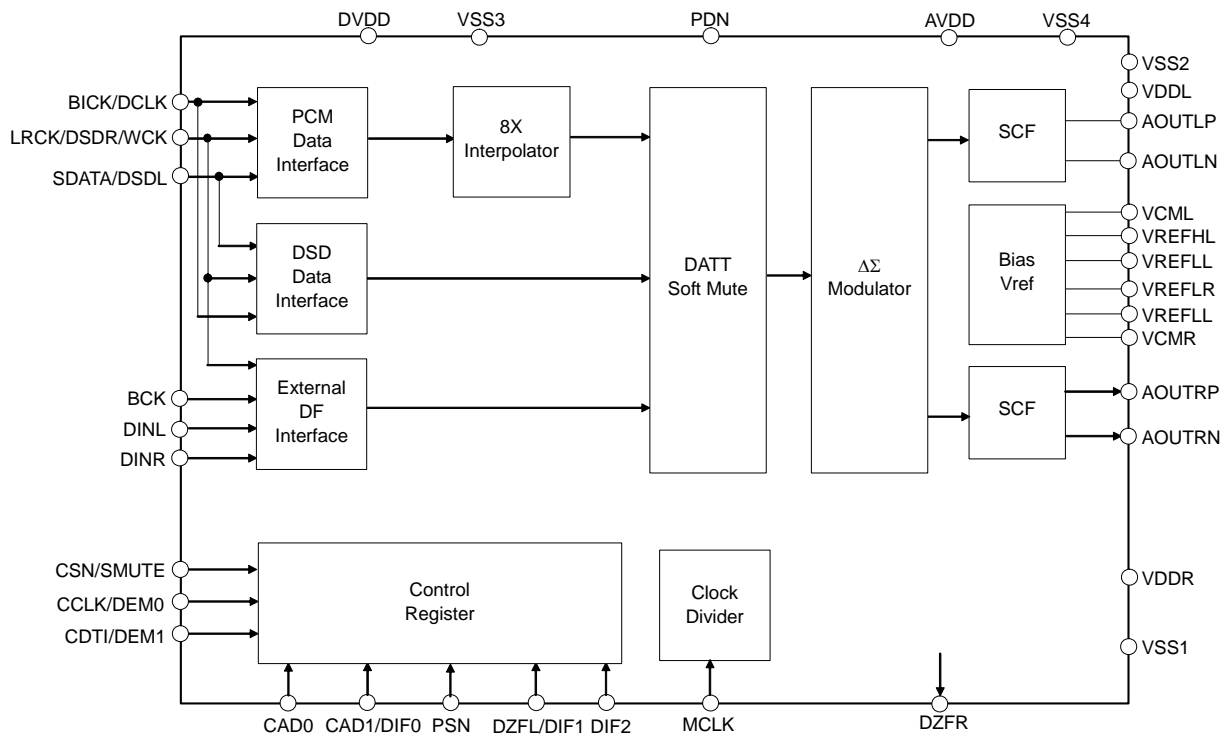 DVDD
VSS3
PDN
AVDD
VSS4
VSS2
VDDL
BICK/DCLK
LRCK/DSDR/WCK
SDATA/DSDL
PCM
Data
Interface
8X
Interpolator
DATT
Soft Mute
ΔΣ
Modulator
SCF
AOUTLP
AOUTLN
DSD
Data
Interface
Bias
Vref
VCML
VREFHL
VREFLL
VREFLR
VREFLL
VCMR
BCK
DINL
DINR
External
DF
Interface
SCF
AOUTRP
AOUTRN
CSN/SMUTE
CCLK/DEM0
CDTI/DEM1
Control
Register
Clock
Divider
VDDR
VSS1
CAD0
CAD1/DIF0
PSN
DZFL/DIF1
DIF2
MCLK
DZFR